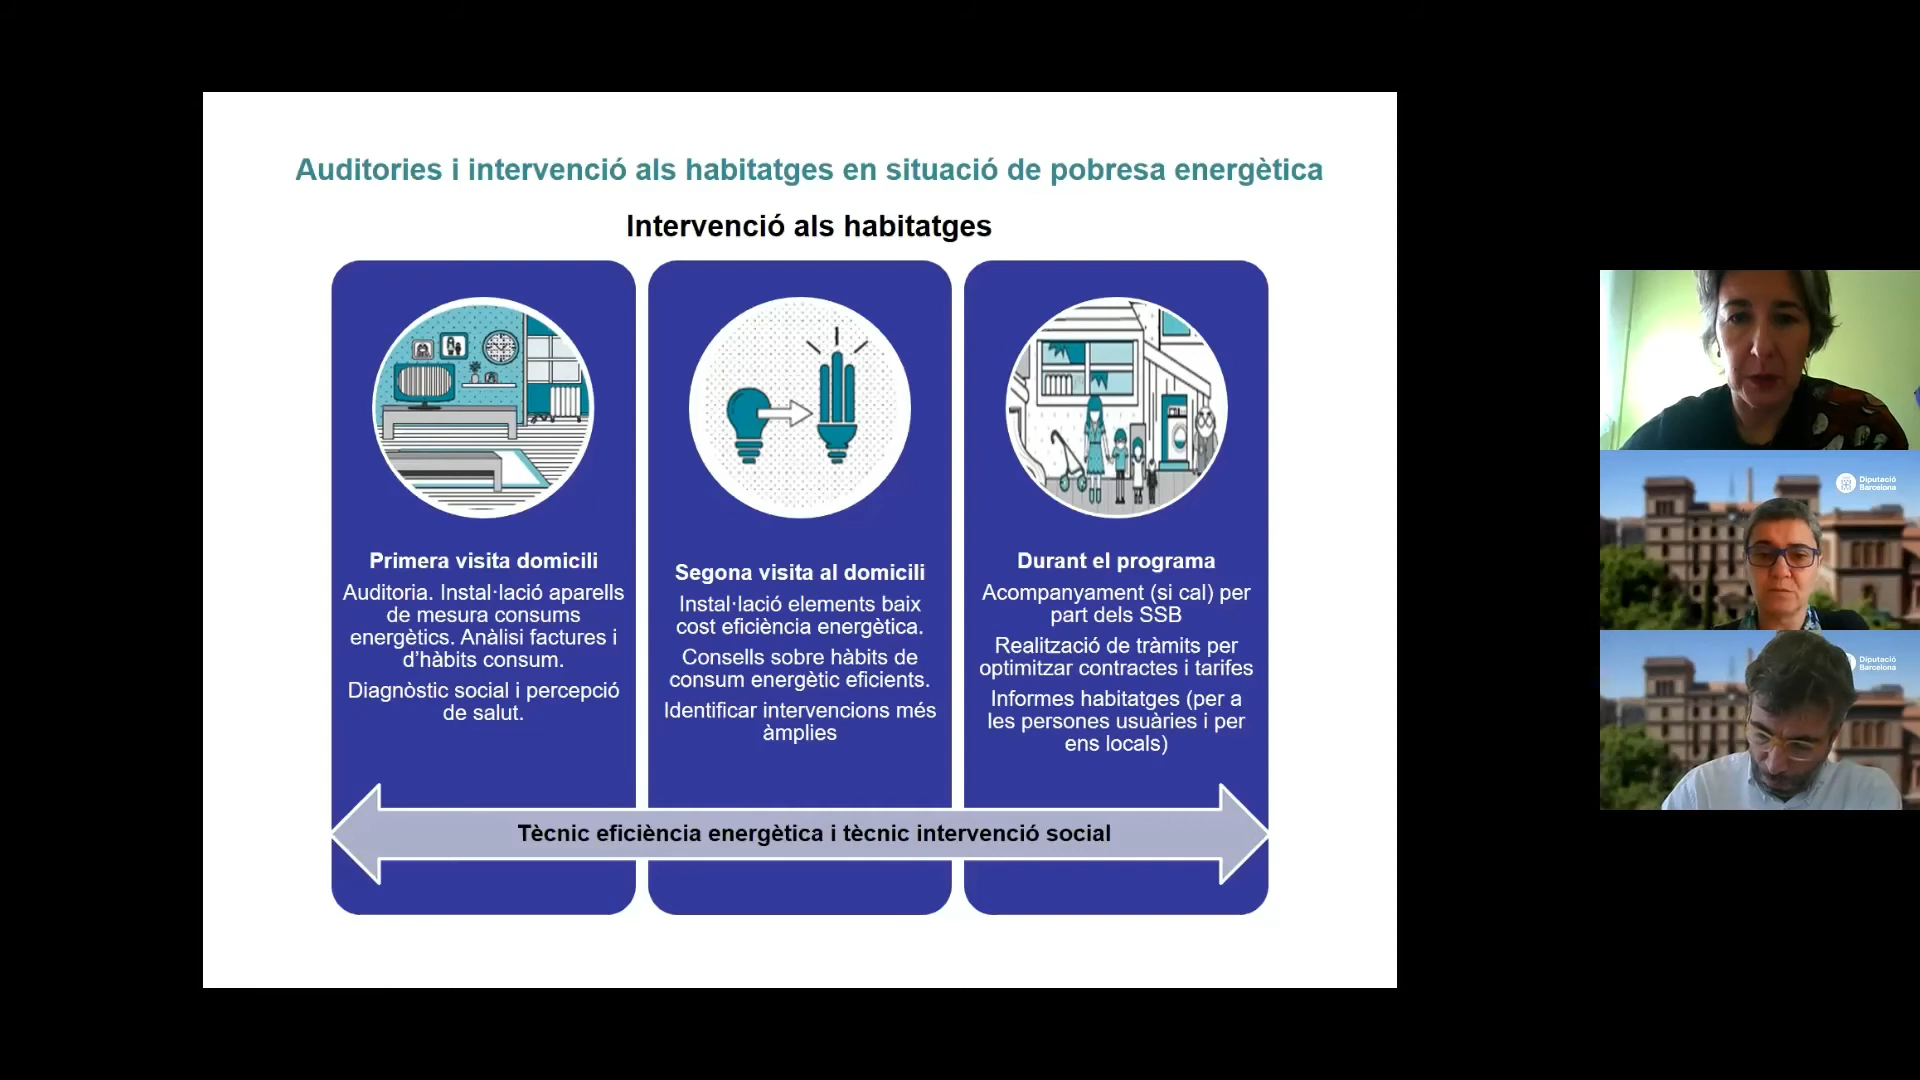 Auditories i intervenció als habitatges en situació de pobresa energètica
Intervenció als habitatges
Primera visita domicili
Auditoria. Instal·lació aparells
de mesura consums
energètics. Anàlisi factures i
d'hàbits consum.
Diagnòstic social i percepció
de salut.
Segona visita al domicili
Instal·lació elements baix
cost eficiència energètica.
Consells sobre hàbits de
consum energètic eficients.
Identificar intervencions més
àmplies
Durant el programa
Acompanyament (si cal) per
part dels SSB
Realització de tràmits per
optimitzar contractes i tarifes
Informes habitatges (per a
les persones usuàries i per
ens locals)
Tècnic eficiència energètica i tècnic intervenció social
Diputació
Barcelona
Diputació
Barcelona